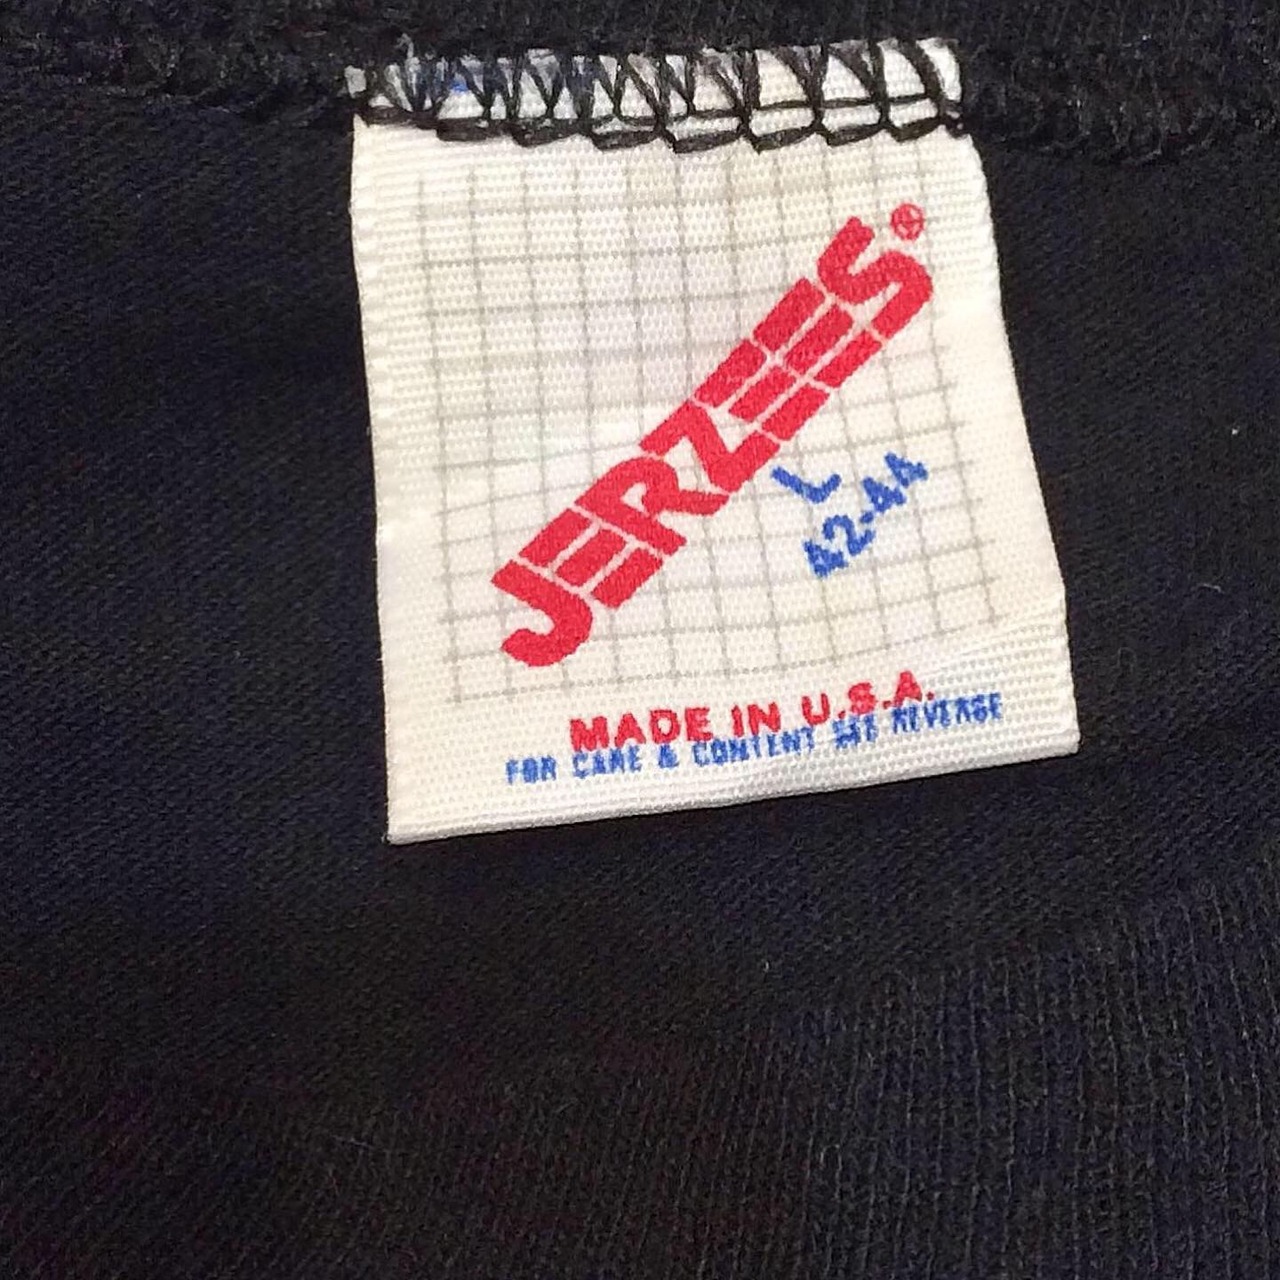 JERZEES®
L
42-44
MADE IN U.S.A.
FOR CARE & CONTENT SEE REVERSE